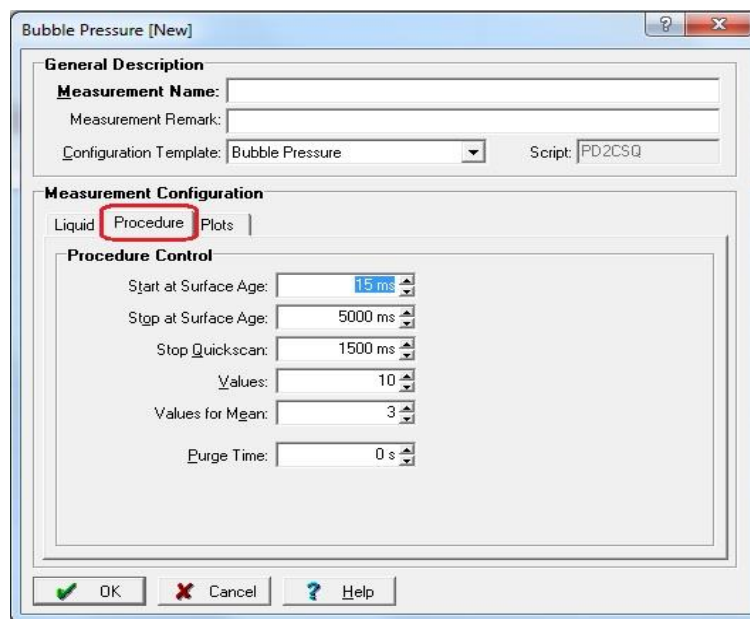 Bubble Pressure [New]
General Description
Measurement Name:
Measurement Remark:
Configuration Template: Bubble Pressure Script: PD2CSQ
Measurement Configuration
Liquid Procedure Plots
Procedure Control
Start at Surface Age: 15 ms
Stop at Surface Age: 5000 ms
Stop Quickscan: 1500 ms
Values: 10
Values for Mean: 3
Purge Time: 0 s
OK Cancel Help